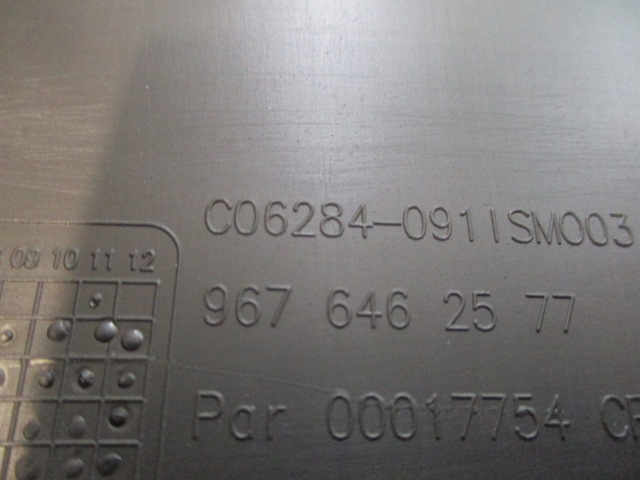 C06284-0911SM003
09 10 11 12
967 646 25 77
Par 00017754